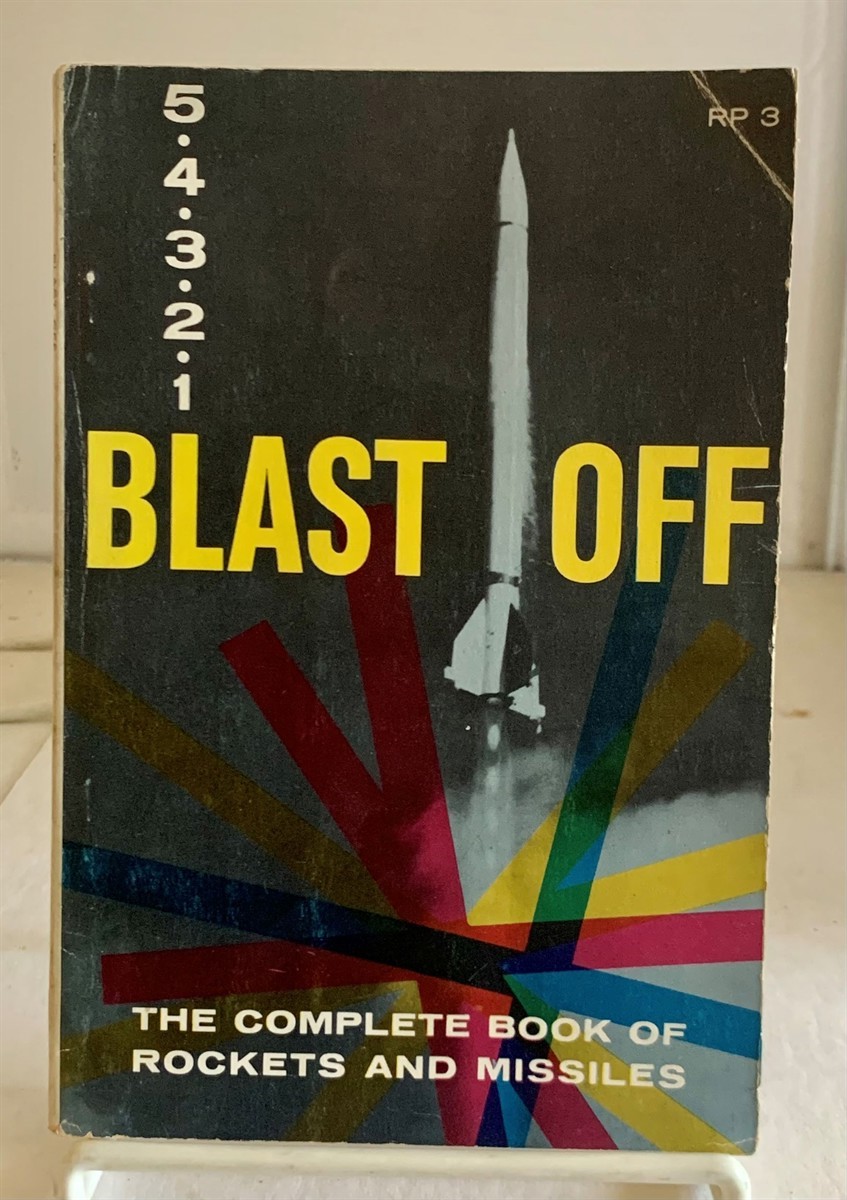 RP 3
5.4.3.2.1
BLAST OFF
THE COMPLETE BOOK OF
ROCKETS AND MISSILES